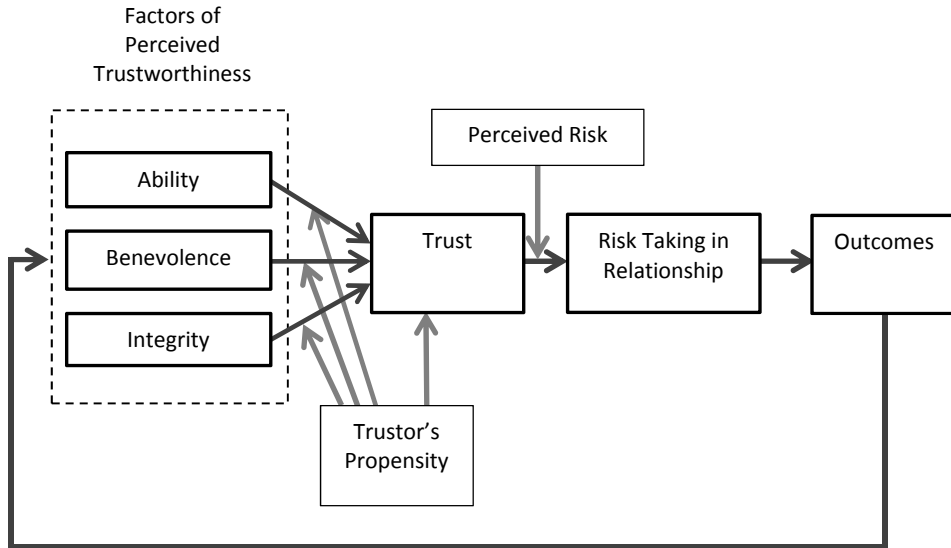 Factors of
Perceived
Trustworthiness
Perceived Risk
Ability
Trust
Risk Taking in
Relationship
Outcomes
Benevolence
Integrity
Trustor’s
Propensity